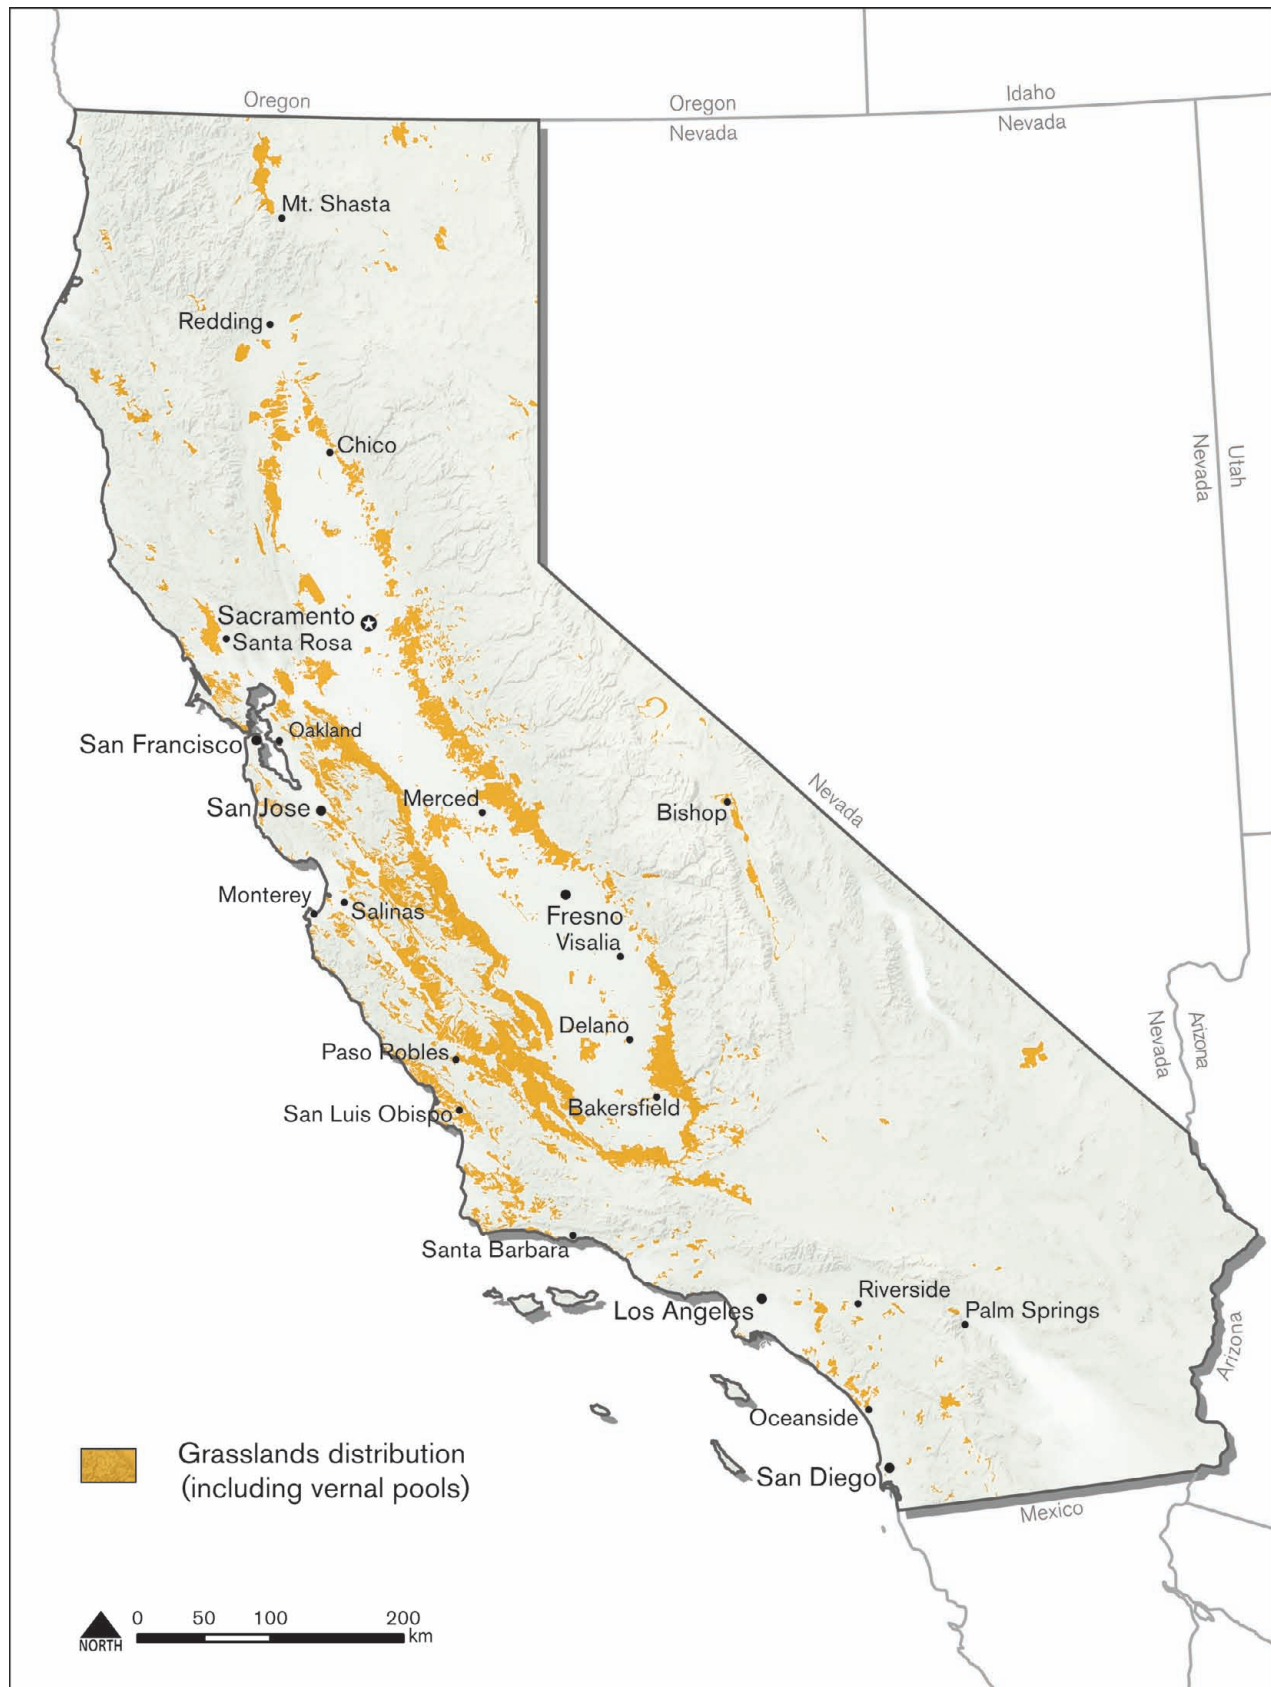 Oregon
Oregon
Idaho
Nevada
Nevada
Mt. Shasta
Redding
Chico
Nevada
Utah
Sacramento
Santa Rosa
Oakland
San Francisco
Nevada
Merced
Bishop
San Jose
Monterey
Salinas
Fresno
Visalia
Nevada
Arizona
Delano
Paso Robles
Bakersfield
San Luis Obispo
Santa Barbara
Riverside
Los Angeles
Palm Springs
Arizona
Oceanside
Grasslands distribution
(including vernal pools)
San Diego
Mexico
NORTH
0 50 100 200
km